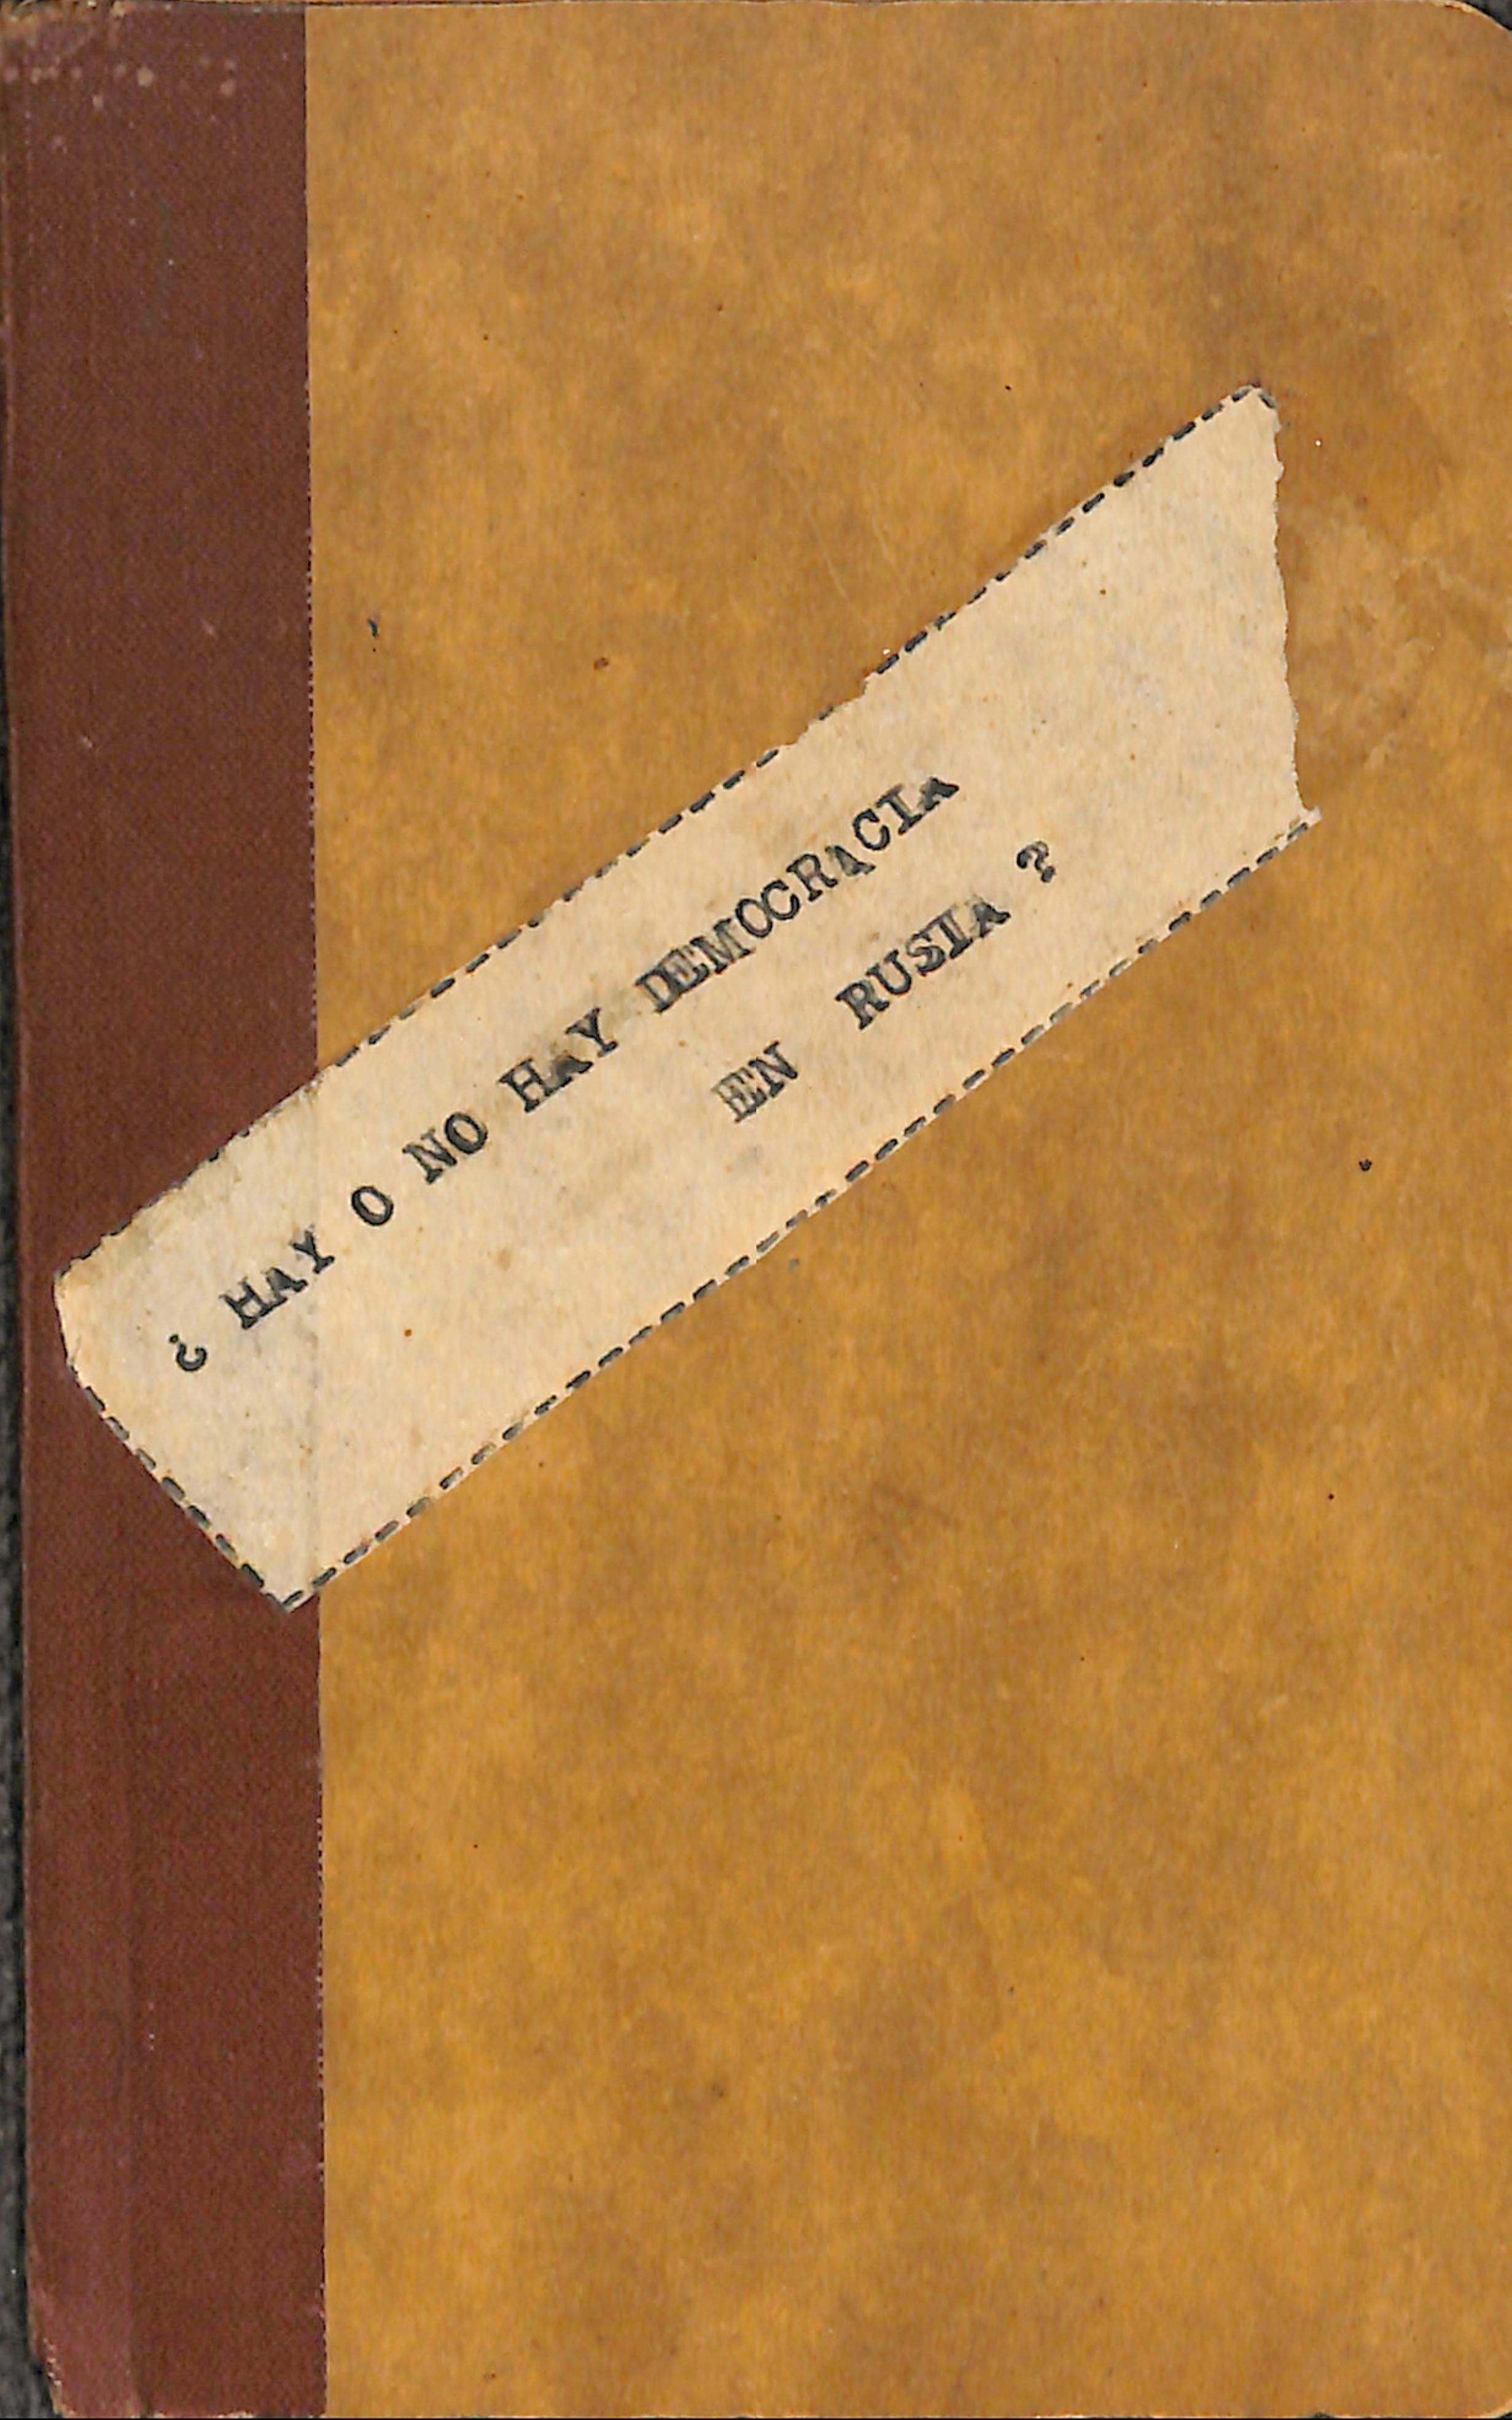 ¿ HAY O NO HAY DEMOCRACIA
EN RUSIA ?